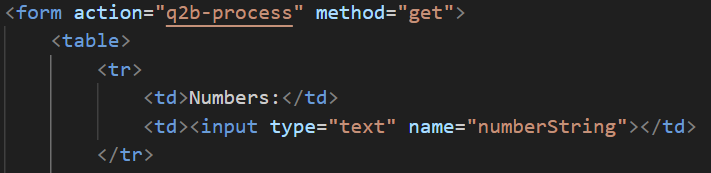 <form action="q2b-process" method="get">
<table>
<tr>
<td>Numbers:</td>
<td><input type="text" name="numberString"></td>
</tr>